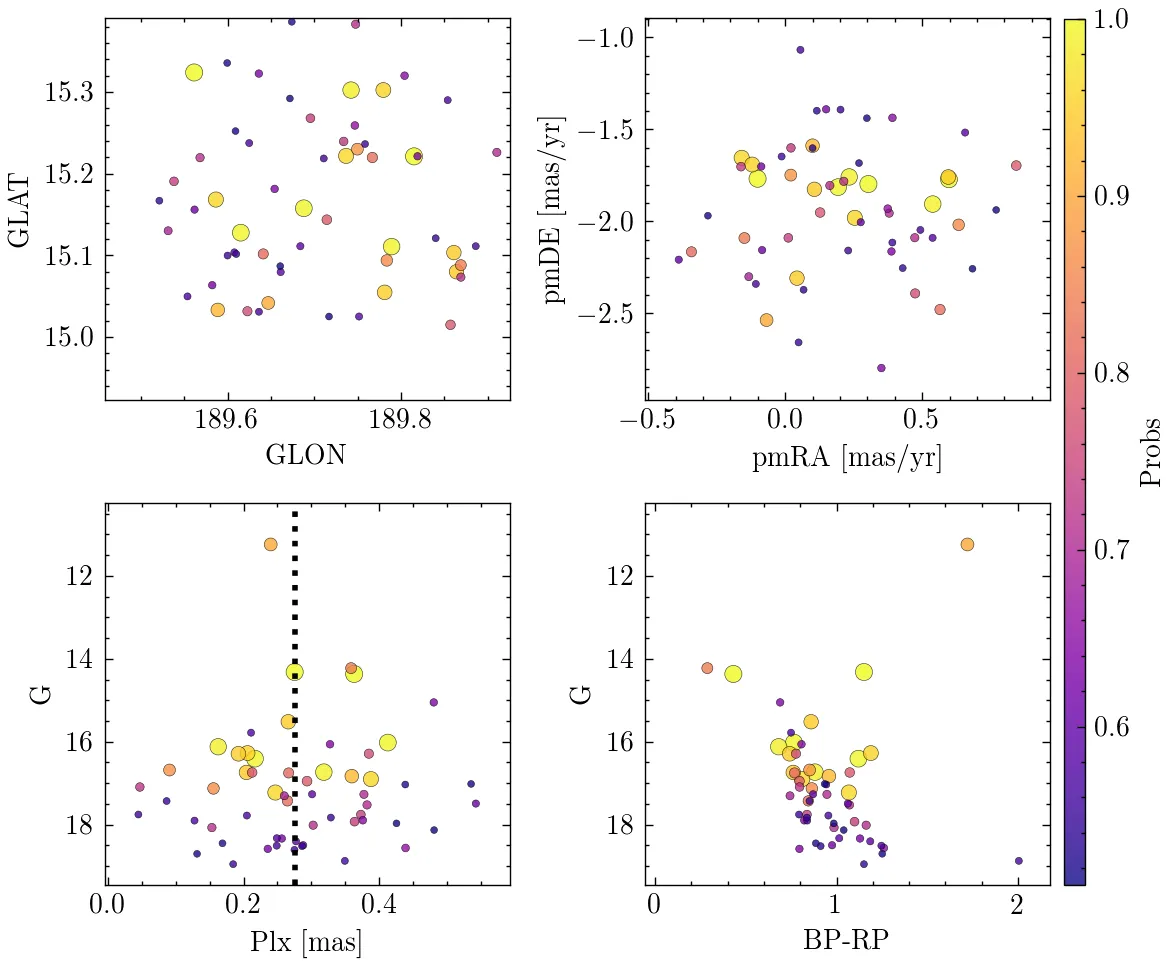 15.3
15.2
15.1
15.0
GLAT
189.6 189.8
GLON
−1.0
−1.5
−2.0
−2.5
pmDE [mas/yr]
−0.5 0.0 0.5
pmRA [mas/yr]
12
14
16
18
G
0.0 0.2 0.4
Plx [mas]
12
14
16
18
G
0 1 2
BP-RP
1.0
0.9
0.8
0.7
0.6
Probs